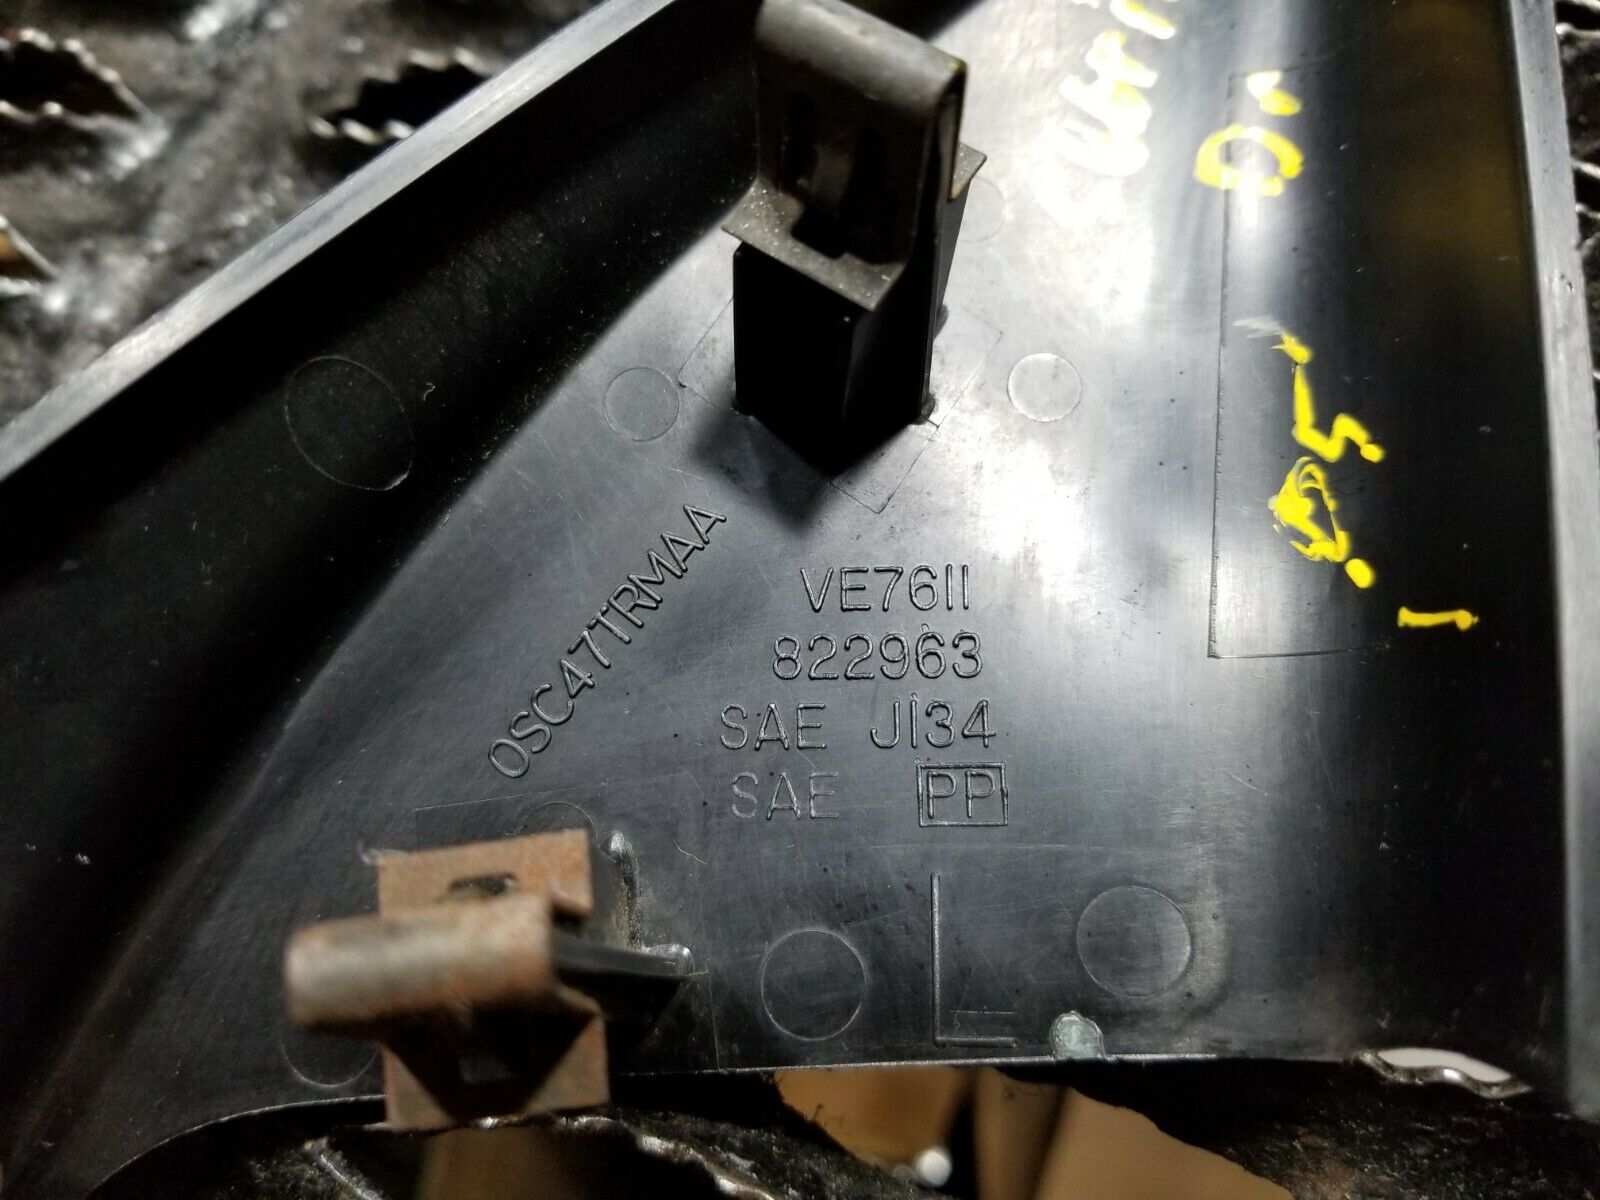 0SC47TRMAA
VE7611
822963
SAE J134
SAE PP
L